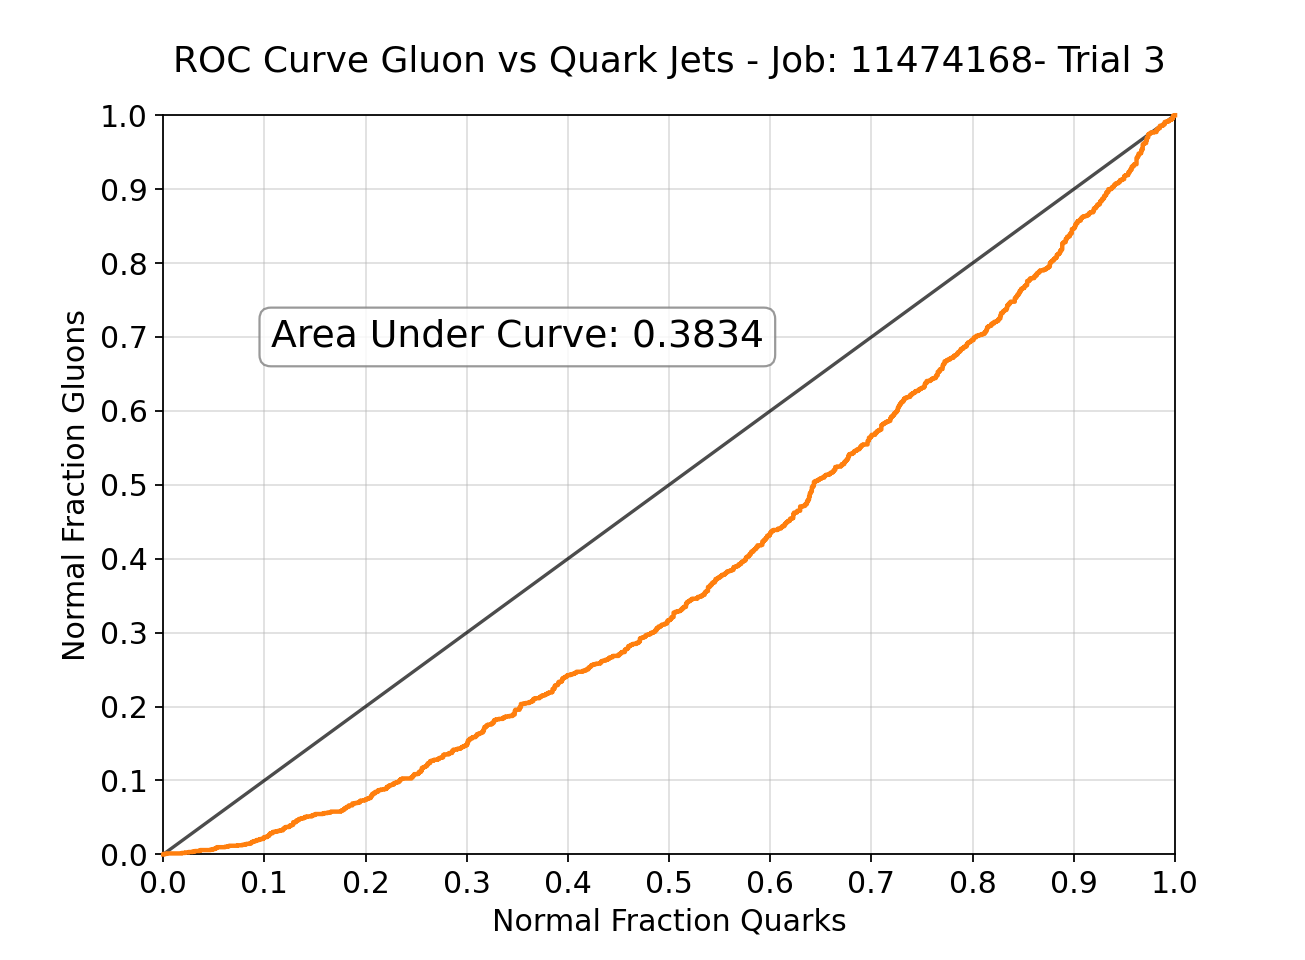 ROC Curve Gluon vs Quark Jets - Job: 11474168- Trial 3
1.0
0.9
0.8
Area Under Curve: 0.3834
0.7
0.6
0.5
0.4
0.3
0.2
0.1
0.0
Normal Fraction Gluons
0.0 0.1 0.2 0.3 0.4 0.5 0.6 0.7 0.8 0.9 1.0
Normal Fraction Quarks